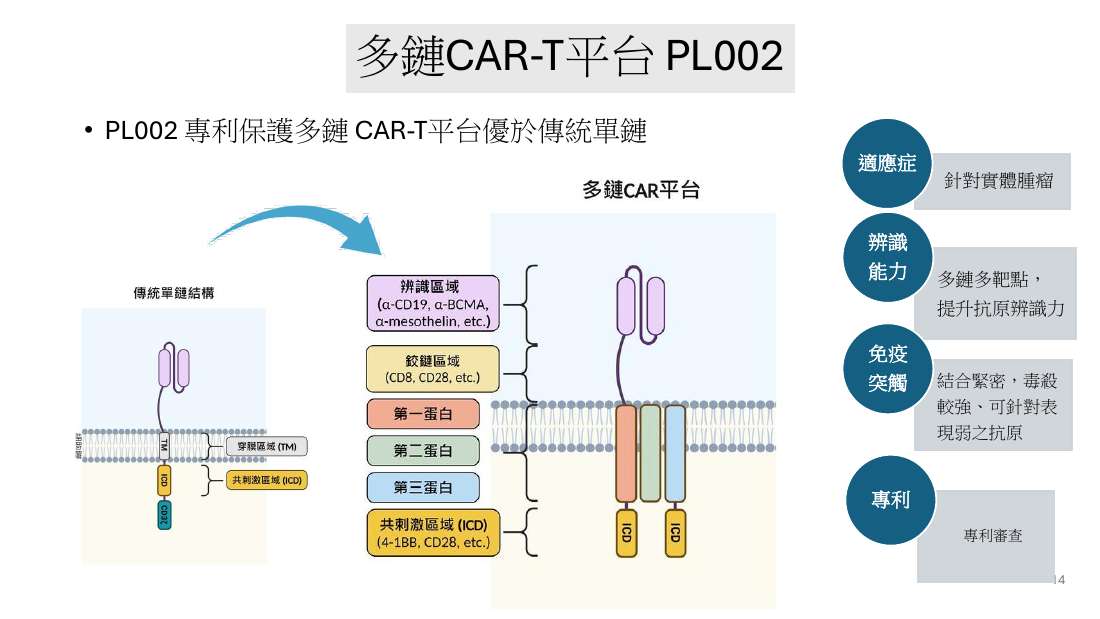 多鏈CAR-T平台 PL002
• PL002 專利保護多鏈 CAR-T平台優於傳統單鏈
傳統單鏈結構
TM
ICD
CD3ζ
穿膜區域 (TM)
共刺激區域 (ICD)
多鏈CAR平台
辨識區域
(α-CD19, α-BCMA,
α-mesothelin, etc.)
鉸鏈區域
(CD8, CD28, etc.)
第一蛋白
第二蛋白
第三蛋白
共刺激區域 (ICD)
(4-1BB, CD28, etc.)
ICD
ICD
適應症
針對實體腫瘤
辨識
能力
多鏈多靶點，
提升抗原辨識力
免疫
突觸
結合緊密，毒殺
較強、可針對表
現弱之抗原
專利
專利審查
14